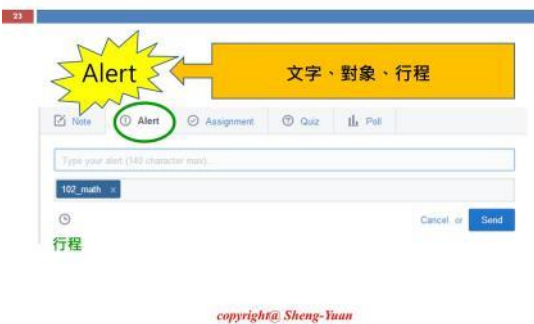 23
Alert
文字、對象、行程
Note
Alert
Assignment
Quiz
Poll
Type your alert (140 character max)...
102_math ×
Cancel or Send
行程
copyright@ Sheng-Yuan